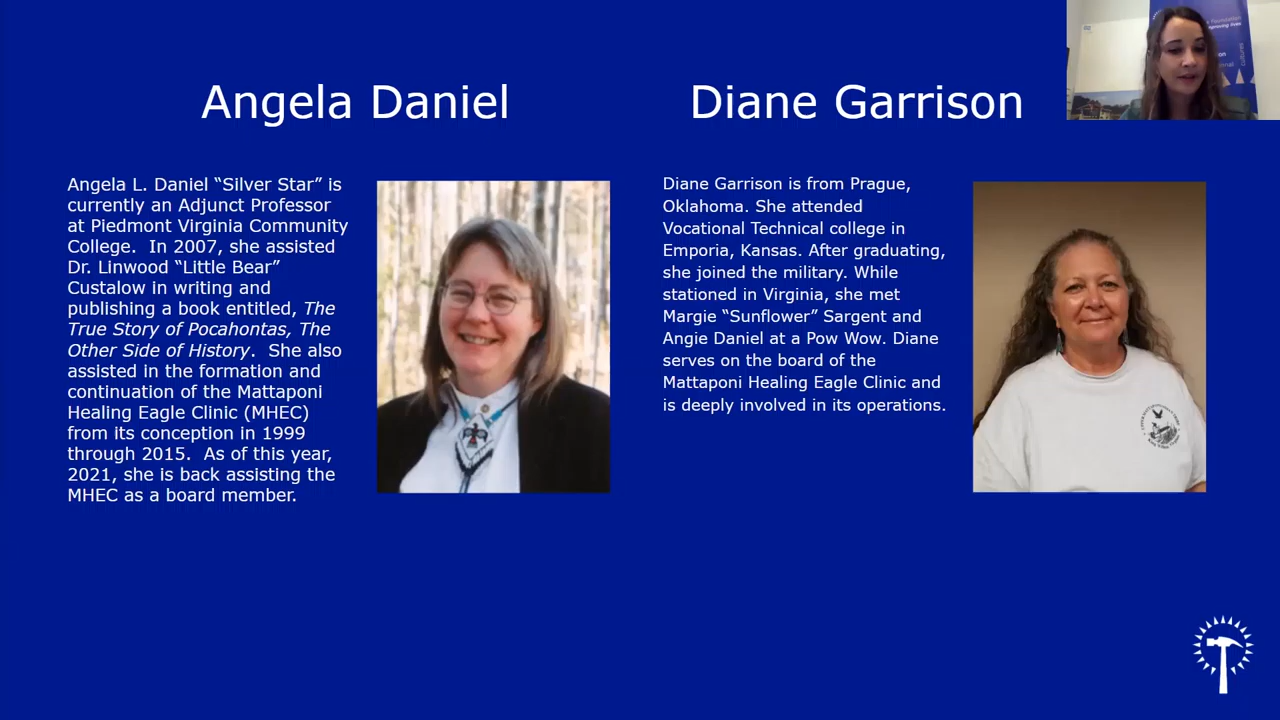 Angela Daniel
Angela L. Daniel “Silver Star” is
currently an Adjunct Professor
at Piedmont Virginia Community
College.  In 2007, she assisted
Dr. Linwood “Little Bear”
Custalow in writing and
publishing a book entitled, The
True Story of Pocahontas, The
Other Side of History.  She also
assisted in the formation and
continuation of the Mattaponi
Healing Eagle Clinic (MHEC)
from its conception in 1999
through 2015.  As of this year,
2021, she is back assisting the
MHEC as a board member.
Diane Garrison
Diane Garrison is from Prague,
Oklahoma. She attended
Vocational Technical college in
Emporia, Kansas. After graduating,
she joined the military. While
stationed in Virginia, she met
Margie “Sunflower” Sargent and
Angie Daniel at a Pow Wow. Diane
serves on the board of the
Mattaponi Healing Eagle Clinic and
is deeply involved in its operations.